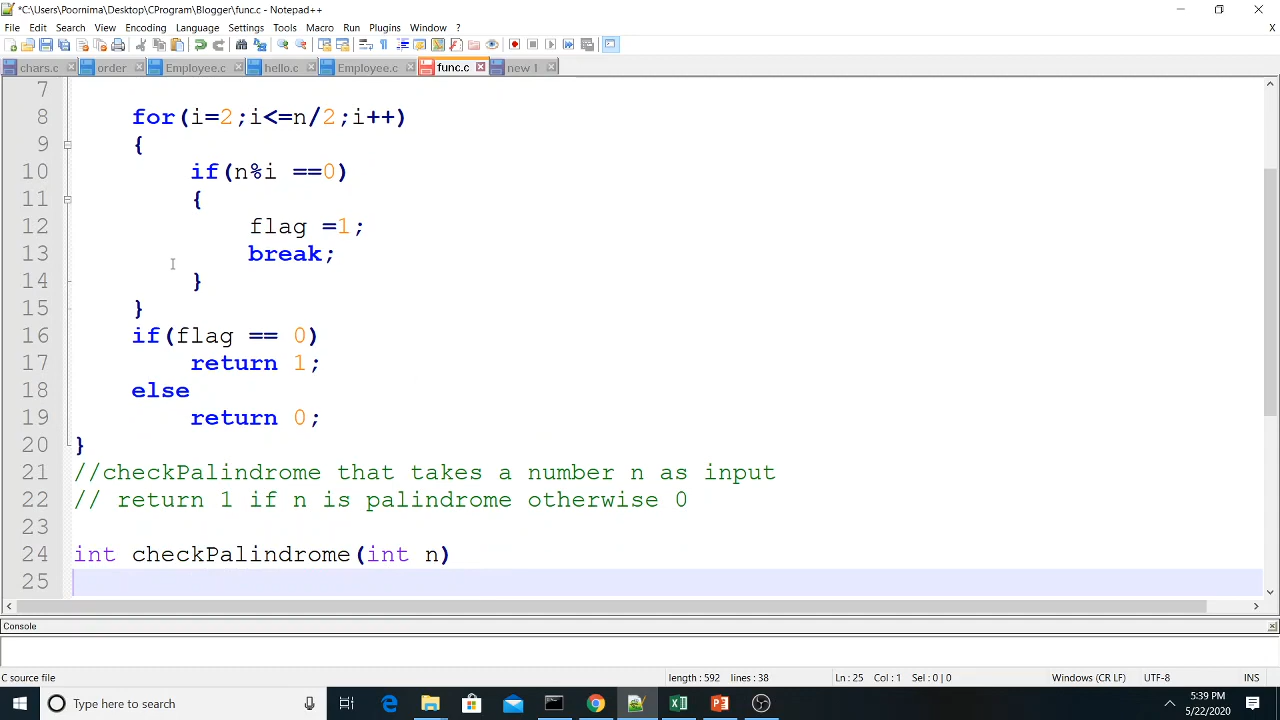 *C:\Users\Poornima\Desktop\CProgram\Blogger\func.c - Notepad++
File Edit Search View Encoding Language Settings Tools Macro Run Plugins Window ?
X
chars.c order Employee.c hello.c Employee.c func.c new 1
7
8 for(i=2;i<=n/2;i++)
9 {
10 if(n%i ==0)
11 {
12 flag =1;
13 break;
14 }
15 }
16 if(flag == 0)
17 return 1;
18 else
19 return 0;
20 }
21 //checkPalindrome that takes a number n as input
22 // return 1 if n is palindrome otherwise 0
23
24 int checkPalindrome(int n)
25
Console
C source file length : 592 lines : 38 Ln : 25 Col : 1 Sel : 0 | 0 Windows (CR LF) UTF-8 INS
Type here to search
5:39 PM
5/22/2020